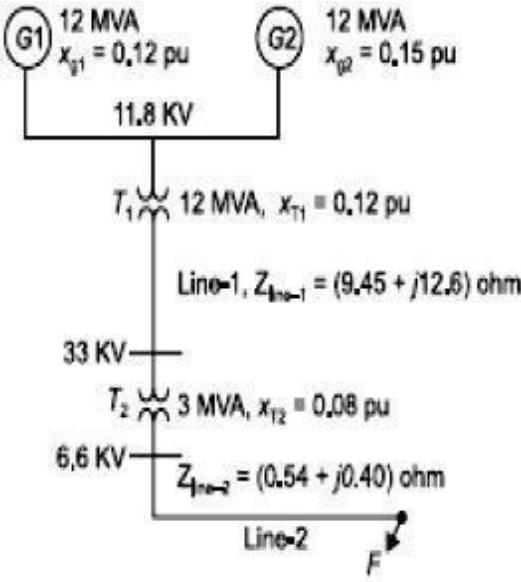 G1 12 MVA
x_g1 = 0.12 pu
G2 12 MVA
x_g2 = 0.15 pu
11.8 KV
T_1 12 MVA, x_T1 = 0.12 pu
Line-1, Z_line-1 = (9.45 + j12.6) ohm
33 KV
T_2 3 MVA, x_T2 = 0.08 pu
6,6 KV
Z_line-2 = (0.54 + j0.40) ohm
Line-2
F